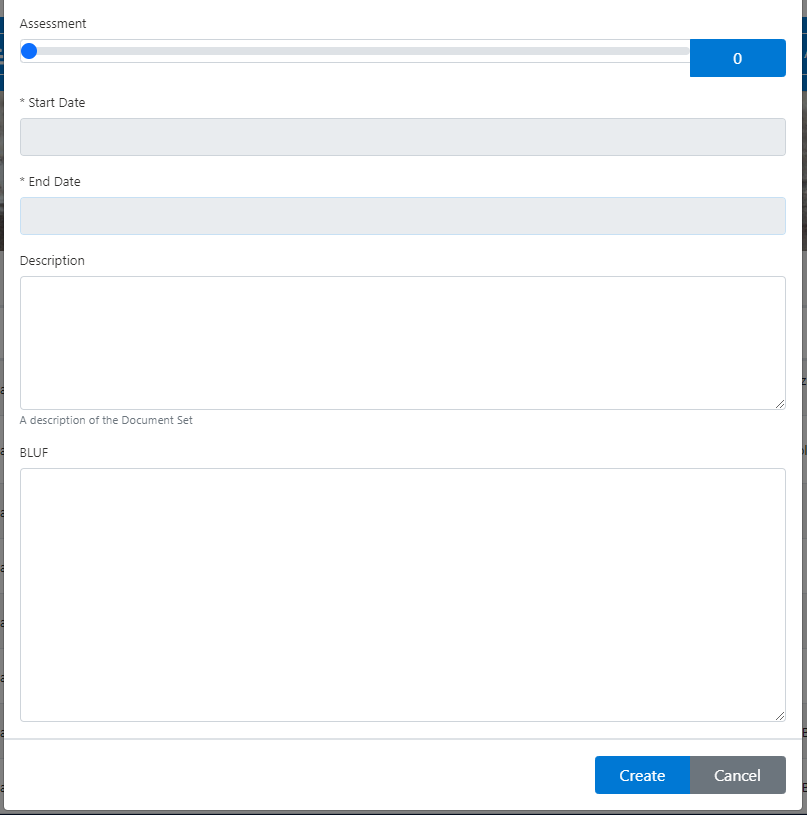 Assessment
0
* Start Date
* End Date
Description
A description of the Document Set
BLUF
Create
Cancel